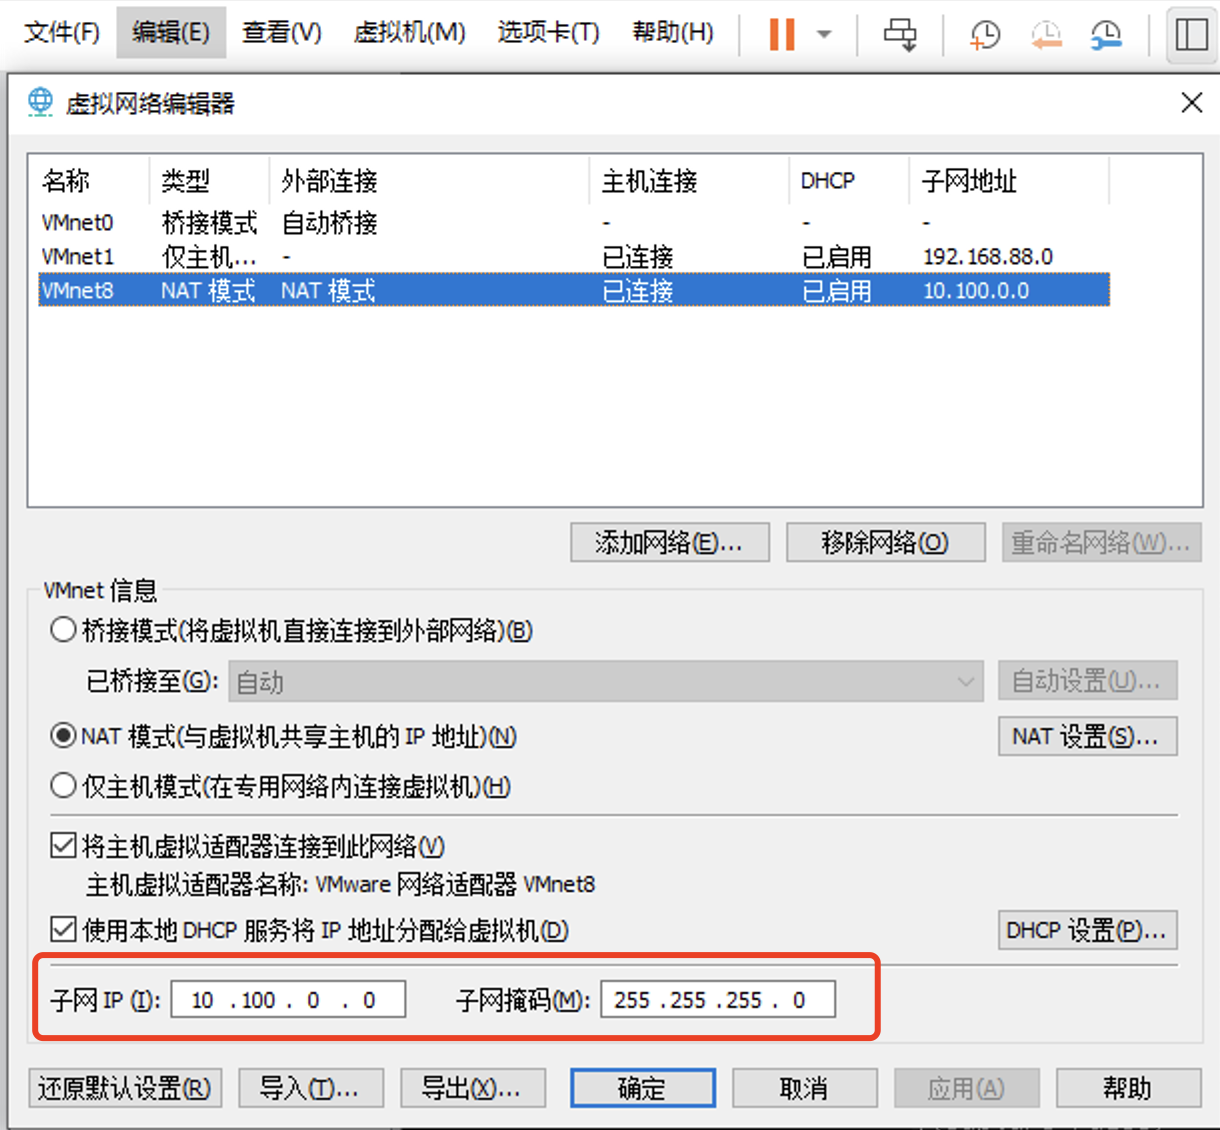 文件(F) 编辑(E) 查看(V) 虚拟机(M) 选项卡(T) 帮助(H)
虚拟网络编辑器
名称 类型 外部连接 主机连接 DHCP 子网地址
VMnet0 桥接模式 自动桥接 - - -
VMnet1 仅主机... - 已连接 已启用 192.168.88.0
VMnet8 NAT 模式 NAT 模式 已连接 已启用 10.100.0.0
添加网络(E)... 移除网络(O) 重命名网络(W)...
VMnet 信息
桥接模式(将虚拟机直接连接到外部网络)(B)
已桥接至(G): 自动 自动设置(U)...
NAT 模式(与虚拟机共享主机的 IP 地址)(N) NAT 设置(S)...
仅主机模式(在专用网络内连接虚拟机)(H)
将主机虚拟适配器连接到此网络(V)
主机虚拟适配器名称: VMware 网络适配器 VMnet8
使用本地 DHCP 服务将 IP 地址分配给虚拟机(D) DHCP 设置(P)...
子网 IP (I): 10 . 100 . 0 . 0 子网掩码(M): 255 . 255 . 255 . 0
还原默认设置(R) 导入(T)... 导出(X)... 确定 取消 应用(A) 帮助